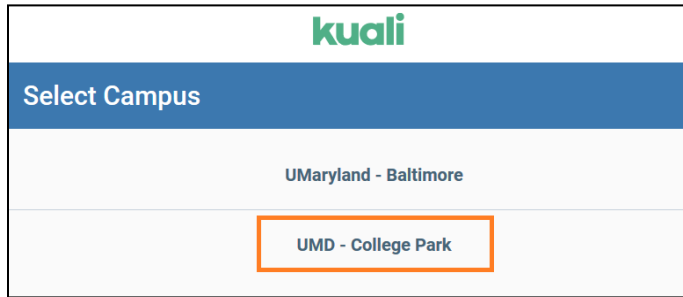 kuali
Select Campus
UMaryland - Baltimore
UMD - College Park